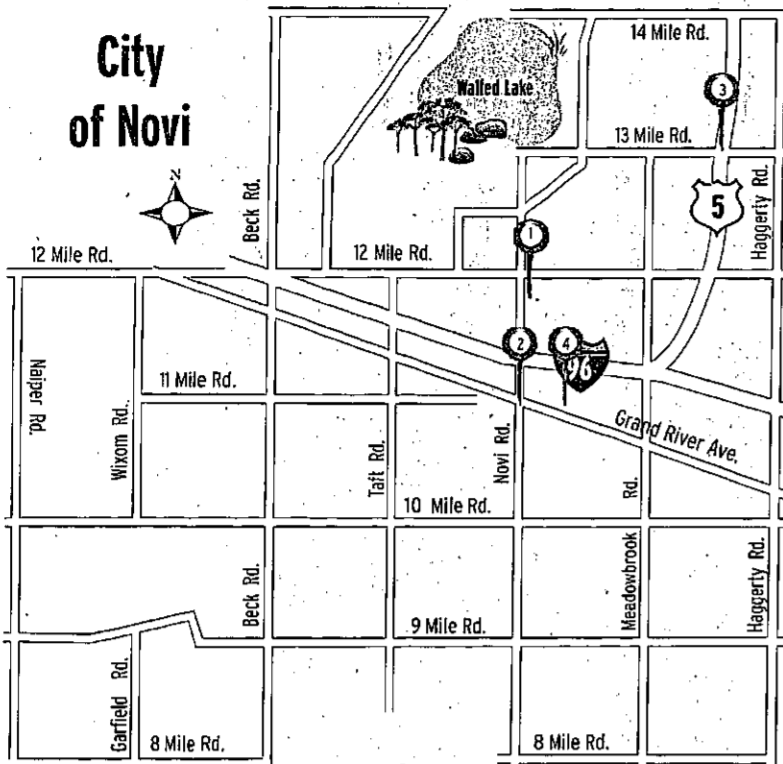 City
of Novi
14 Mile Rd.
Walled Lake
3
13 Mile Rd.
N
Beck Rd.
5
Haggerty Rd.
1
12 Mile Rd.
12 Mile Rd.
2
4
96
11 Mile Rd.
Naiper Rd.
Wixom Rd.
Taft Rd.
Novi Rd.
Grand River Ave.
10 Mile Rd.
Meadowbrook Rd.
Beck Rd.
Haggerty Rd.
9 Mile Rd.
Garfield Rd.
8 Mile Rd.
8 Mile Rd.